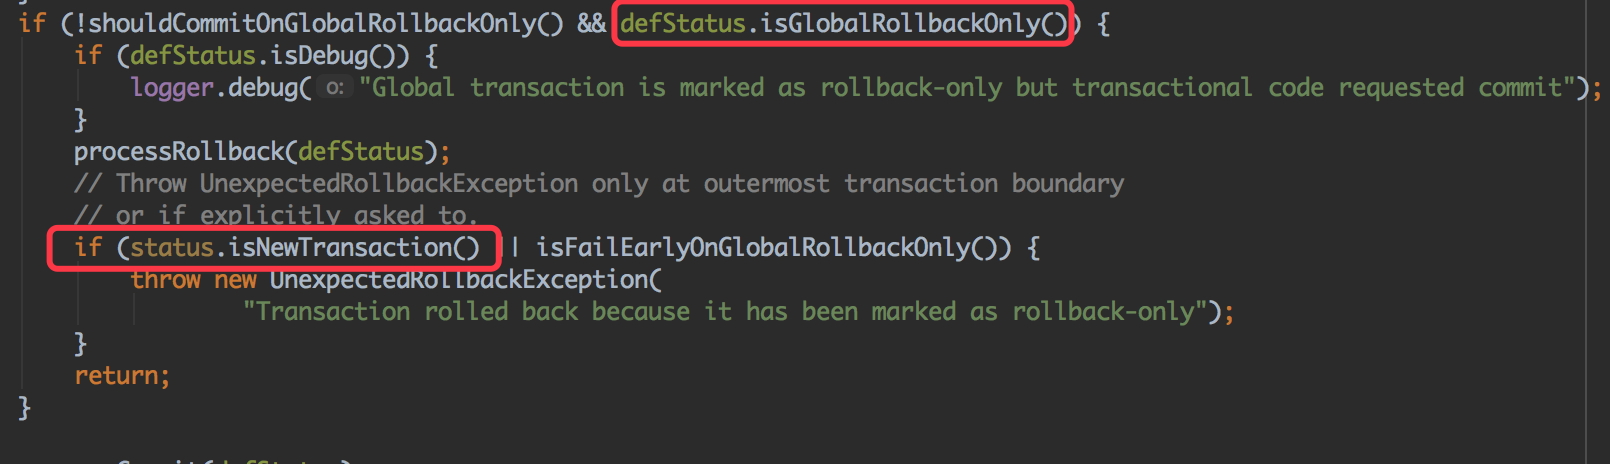 if (!shouldCommitOnGlobalRollbackOnly() && defStatus.isGlobalRollbackOnly()) {
if (defStatus.isDebug()) {
logger.debug( o: "Global transaction is marked as rollback-only but transactional code requested commit");
}
processRollback(defStatus);
// Throw UnexpectedRollbackException only at outermost transaction boundary
// or if explicitly asked to.
if (status.isNewTransaction() || isFailEarlyOnGlobalRollbackOnly()) {
throw new UnexpectedRollbackException(
"Transaction rolled back because it has been marked as rollback-only");
}
return;
}